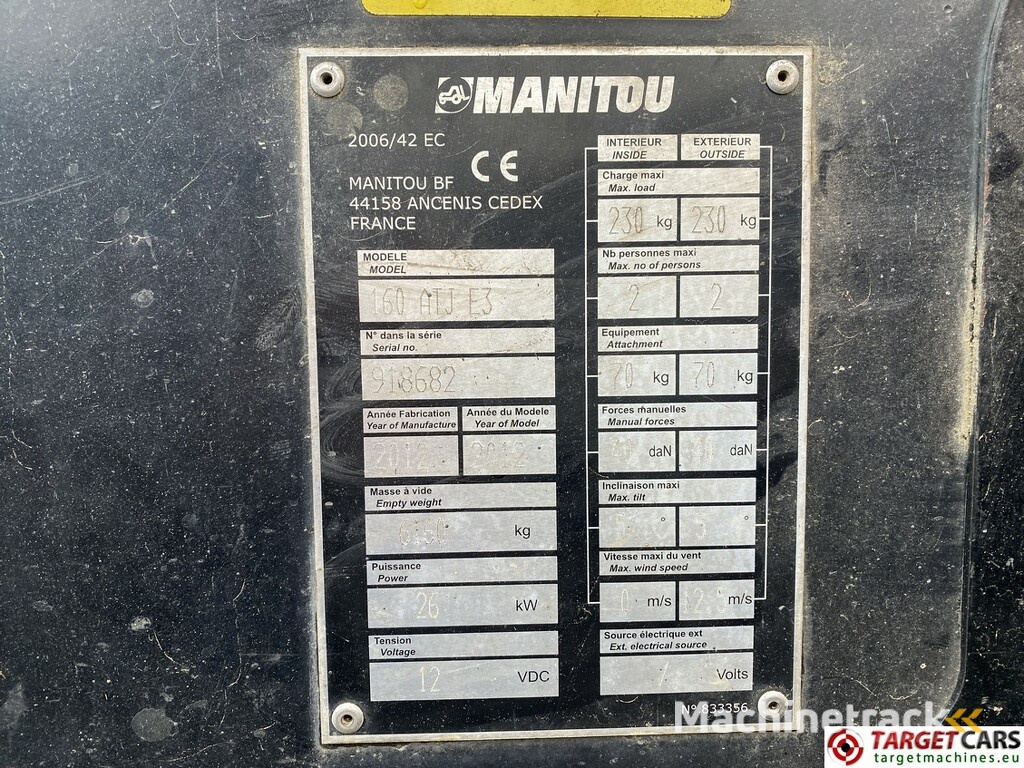 MANITOU
2006/42 EC
CE
MANITOU BF
44158 ANCENIS CEDEX
FRANCE
MODELE
MODEL
160 ATJ E3
N° dans la série
Serial no.
918682
Année Fabrication
Year of Manufacture
Année du Modele
Year of Model
2012
2012
Masse à vide
Empty weight
kg
Puissance
Power
26 kW
Tension
Voltage
12 VDC
INTERIEUR
INSIDE
EXTERIEUR
OUTSIDE
Charge maxi
Max. load
230 kg
230 kg
Nb personnes maxi
Max. no of persons
2
2
Equipement
Attachment
70 kg
70 kg
Forces manuelles
Manual forces
daN
daN
Inclinaison maxi
Max. tilt
°
°
Vitesse maxi du vent
Max. wind speed
0 m/s
m/s
Source électrique ext
Ext. electrical source
/ Volts
N° 833356
Machinetrack
TARGETCARS
targetmachines.eu